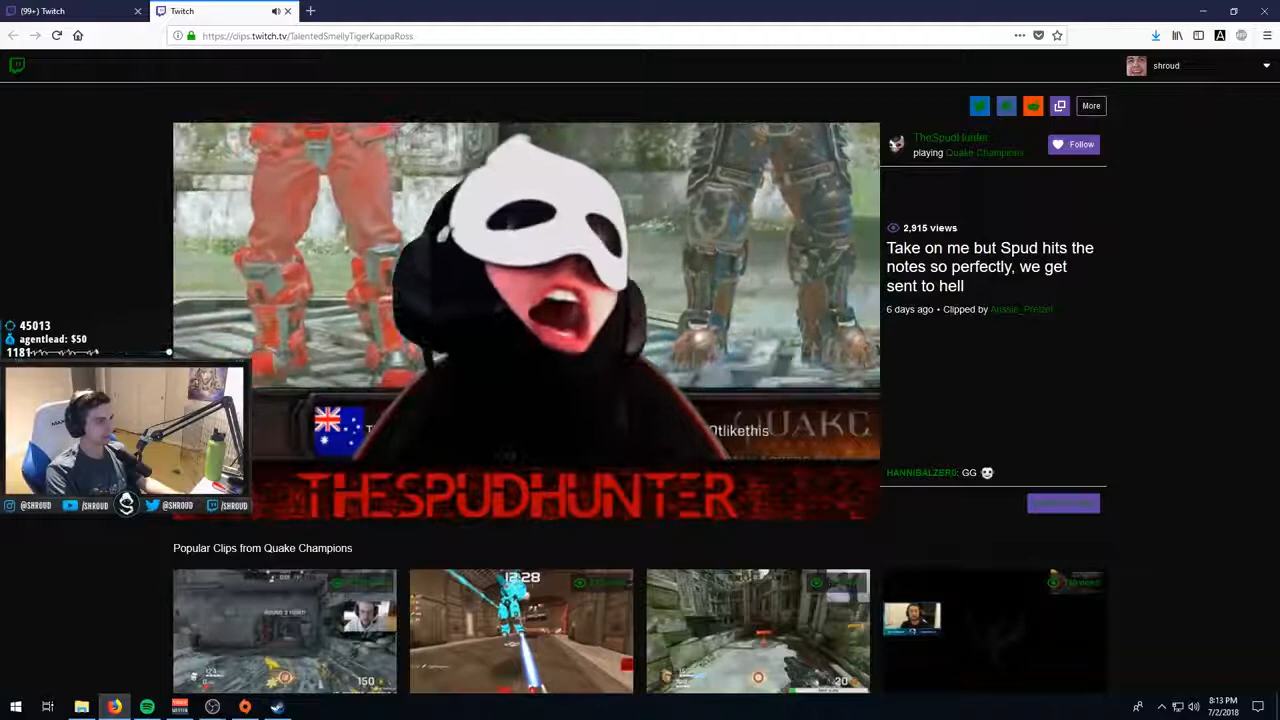 (99+) Twitch
Twitch
https://clips.twitch.tv/TalentedSmellyTigerKappaRoss
shroud
More
TheSpudHunter
playing Quake Champions
Follow
2,915 views
Take on me but Spud hits the
notes so perfectly, we get
sent to hell
6 days ago • Clipped by Aussie_Pretzel
45013
agentlead: $50
1181
0tlikethis
QUAKE
THESPUDHUNTER
HANNIBALZER0: GG
@SHROUD
/SHROUD
@SHROUD
/SHROUD
Popular Clips from Quake Champions
12:28
150
20
8:13 PM
7/2/2018